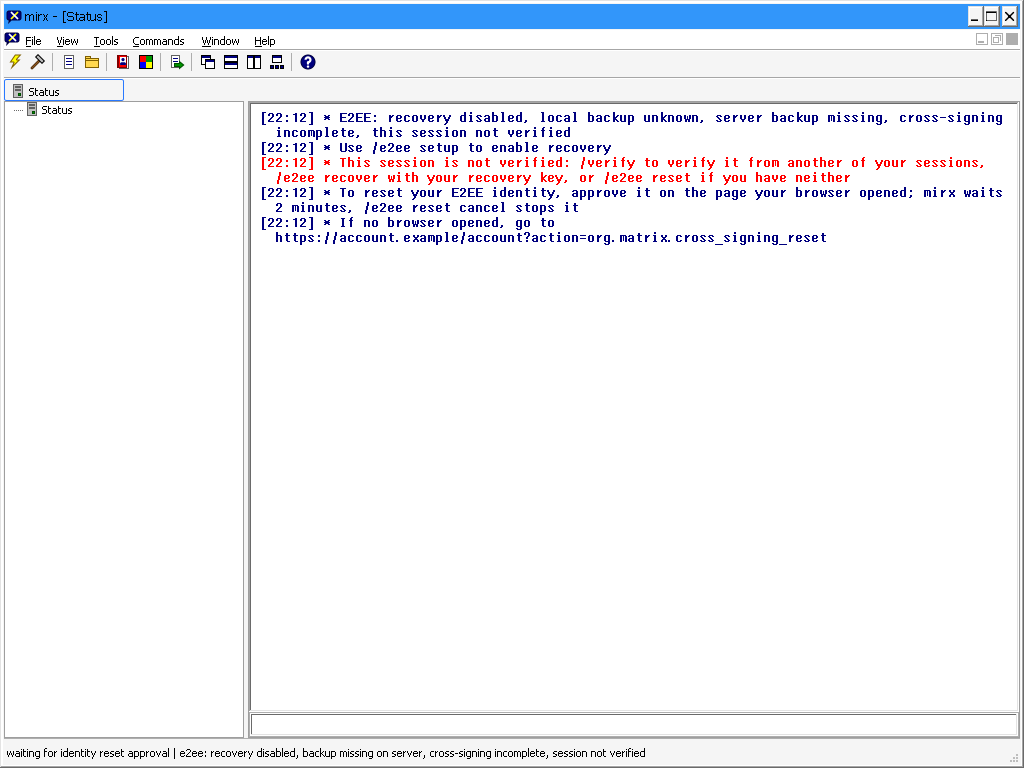 mirx - [Status]
File View Tools Commands Window Help
Status
Status
[22:12] * E2EE: recovery disabled, local backup unknown, server backup missing, cross-signing
incomplete, this session not verified
[22:12] * Use /e2ee setup to enable recovery
[22:12] * This session is not verified: /verify to verify it from another of your sessions,
/e2ee recover with your recovery key, or /e2ee reset if you have neither
[22:12] * To reset your E2EE identity, approve it on the page your browser opened; mirx waits
2 minutes, /e2ee reset cancel stops it
[22:12] * If no browser opened, go to
https://account.example/account?action=org.matrix.cross_signing_reset
waiting for identity reset approval | e2ee: recovery disabled, backup missing on server, cross-signing incomplete, session not verified